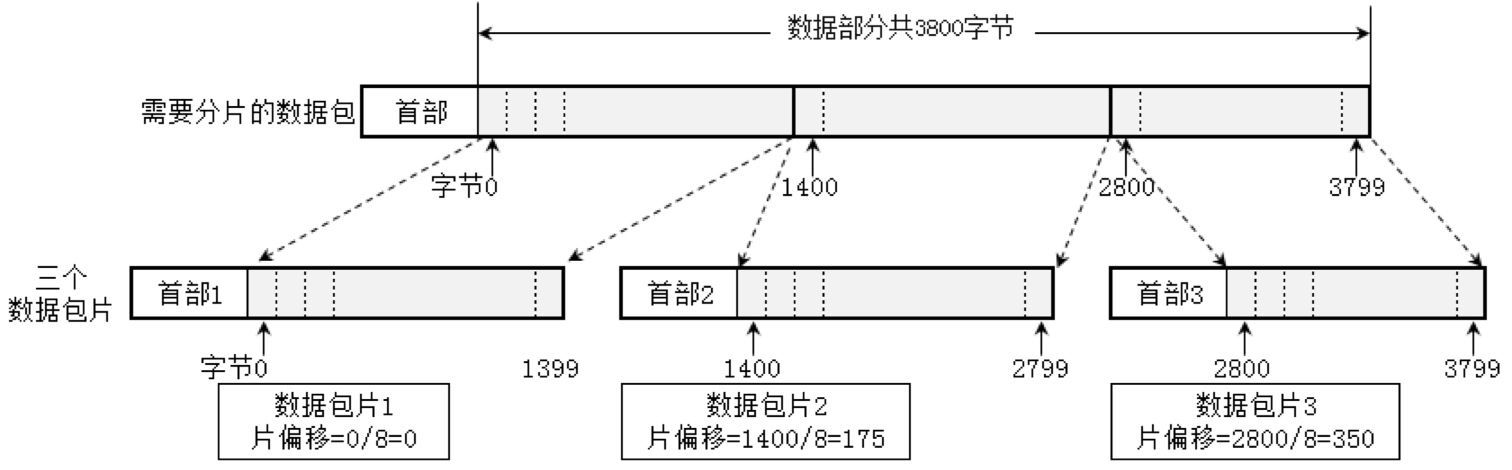 数据部分共3800字节
需要分片的数据包
首部
字节0
1400
2800
3799
三个
数据包片
首部1
首部2
首部3
字节0
1399
1400
2799
2800
3799
数据包片1
片偏移=0/8=0
数据包片2
片偏移=1400/8=175
数据包片3
片偏移=2800/8=350